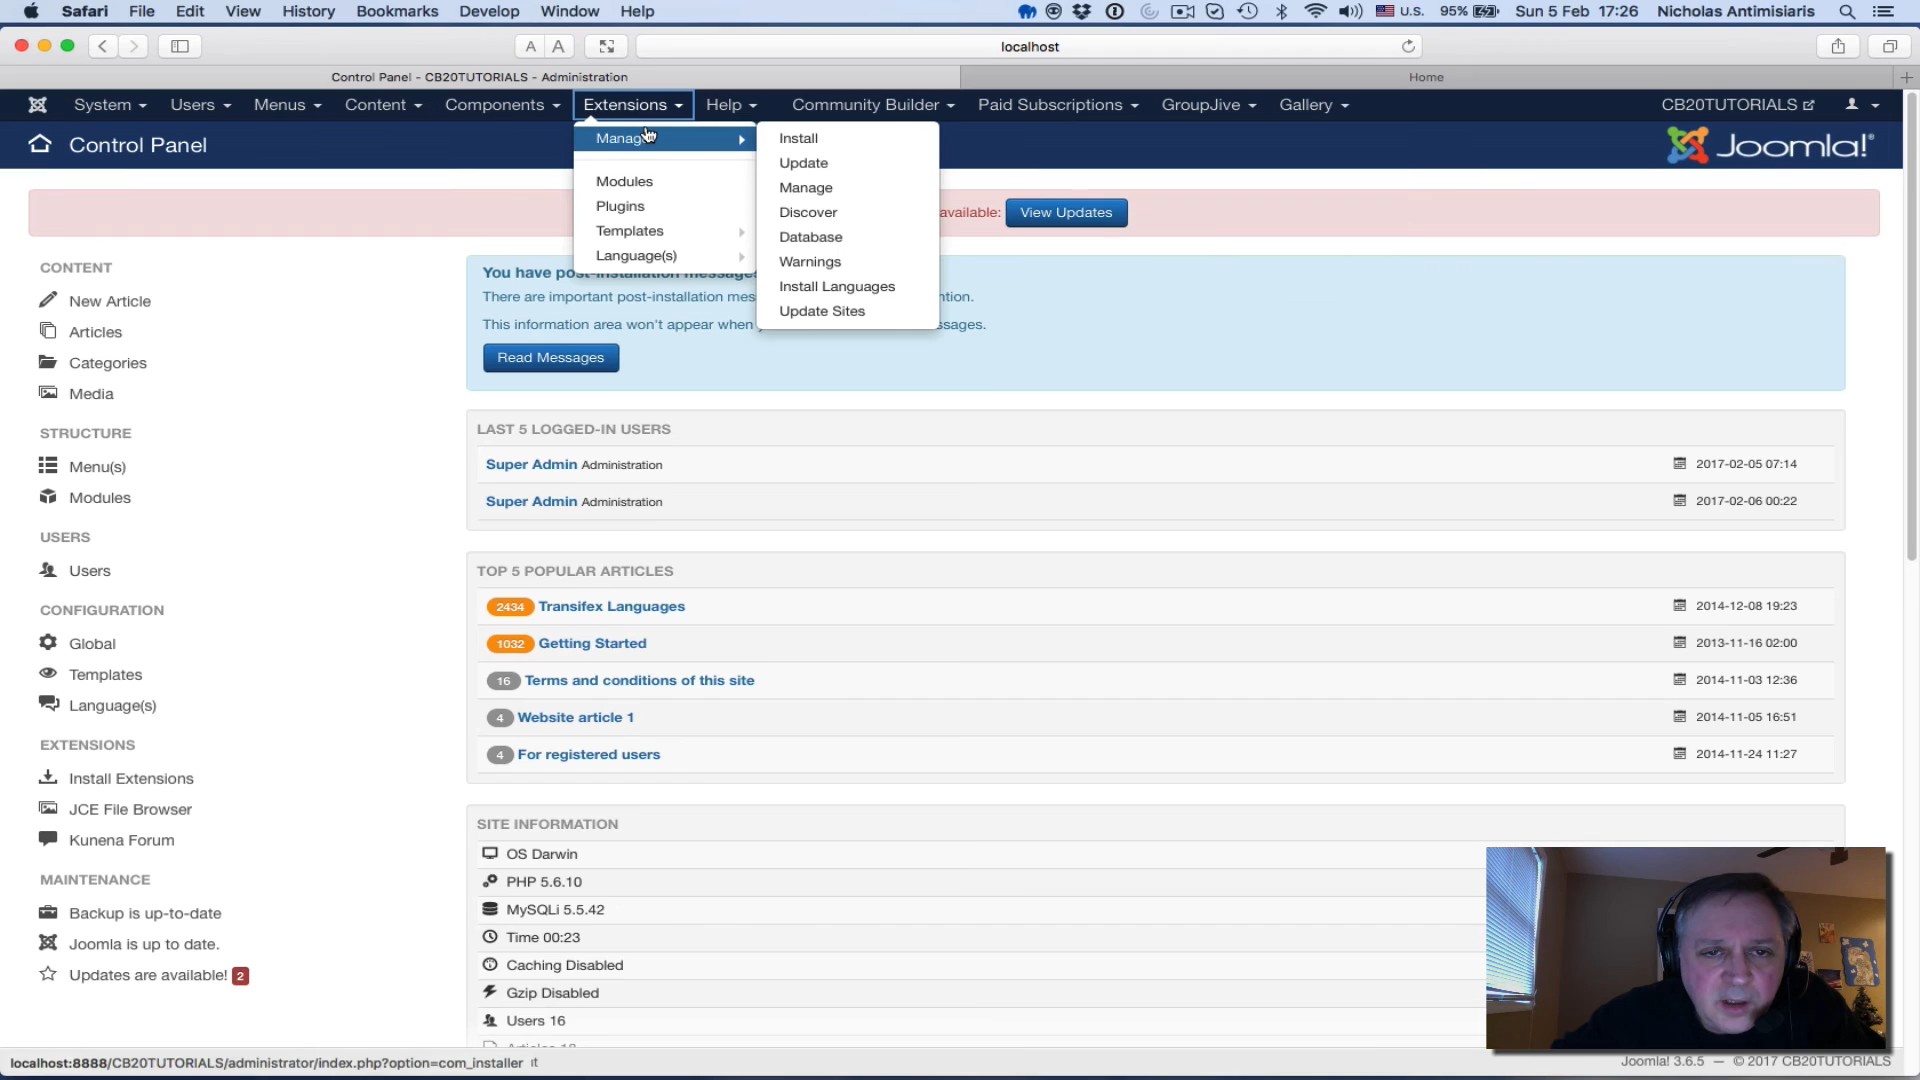 Safari File Edit View History Bookmarks Develop Window Help
U.S. 95% Sun 5 Feb 17:26 Nicholas Antimisiaris
A A localhost
Control Panel - CB20TUTORIALS - Administration
Home
System Users Menus Content Components Extensions Help Community Builder Paid Subscriptions GroupJive Gallery CB20TUTORIALS
Control Panel
Joomla!®
Manage
Modules
Plugins
Templates
Language(s)
Install
Update
Manage
Discover
Database
Warnings
Install Languages
Update Sites
available: View Updates
CONTENT
New Article
Articles
Categories
Media
STRUCTURE
Menu(s)
Modules
USERS
Users
CONFIGURATION
Global
Templates
Language(s)
EXTENSIONS
Install Extensions
JCE File Browser
Kunena Forum
MAINTENANCE
Backup is up-to-date
Joomla is up to date.
Updates are available! 2
You have post-installation messages
There are important post-installation mes ntion.
This information area won't appear when ssages.
Read Messages
LAST 5 LOGGED-IN USERS
Super Admin Administration 2017-02-05 07:14
Super Admin Administration 2017-02-06 00:22
TOP 5 POPULAR ARTICLES
2434 Transifex Languages 2014-12-08 19:23
1032 Getting Started 2013-11-16 02:00
16 Terms and conditions of this site 2014-11-03 12:36
4 Website article 1 2014-11-05 16:51
4 For registered users 2014-11-24 11:27
SITE INFORMATION
OS Darwin
PHP 5.6.10
MySQLi 5.5.42
Time 00:23
Caching Disabled
Gzip Disabled
Users 16
localhost:8888/CB20TUTORIALS/administrator/index.php?option=com_installer
Joomla! 3.6.5 — © 2017 CB20TUTORIALS